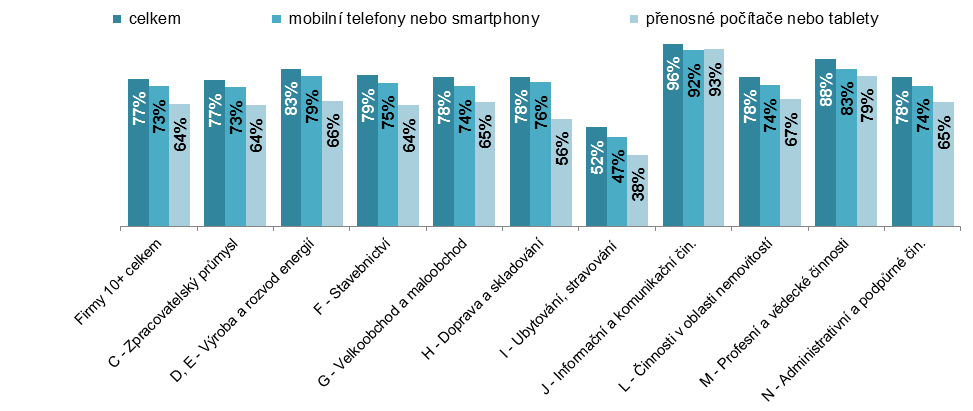 celkem
mobilní telefony nebo smartphony
přenosné počítače nebo tablety
77%
73%
64%
77%
73%
64%
83%
79%
66%
79%
75%
64%
78%
74%
65%
78%
76%
56%
52%
47%
38%
96%
92%
93%
78%
74%
67%
88%
83%
79%
78%
74%
65%
Firmy 10+ celkem
C - Zpracovatelský průmysl
D, E - Výroba a rozvod energií
F - Stavebnictví
G - Velkoobchod a maloobchod
H - Doprava a skladování
I - Ubytování, stravování
J - Informační a komunikační čin.
L - Činnosti v oblasti nemovitostí
M - Profesní a vědecké činnosti
N - Administrativní a podpůrné čin.